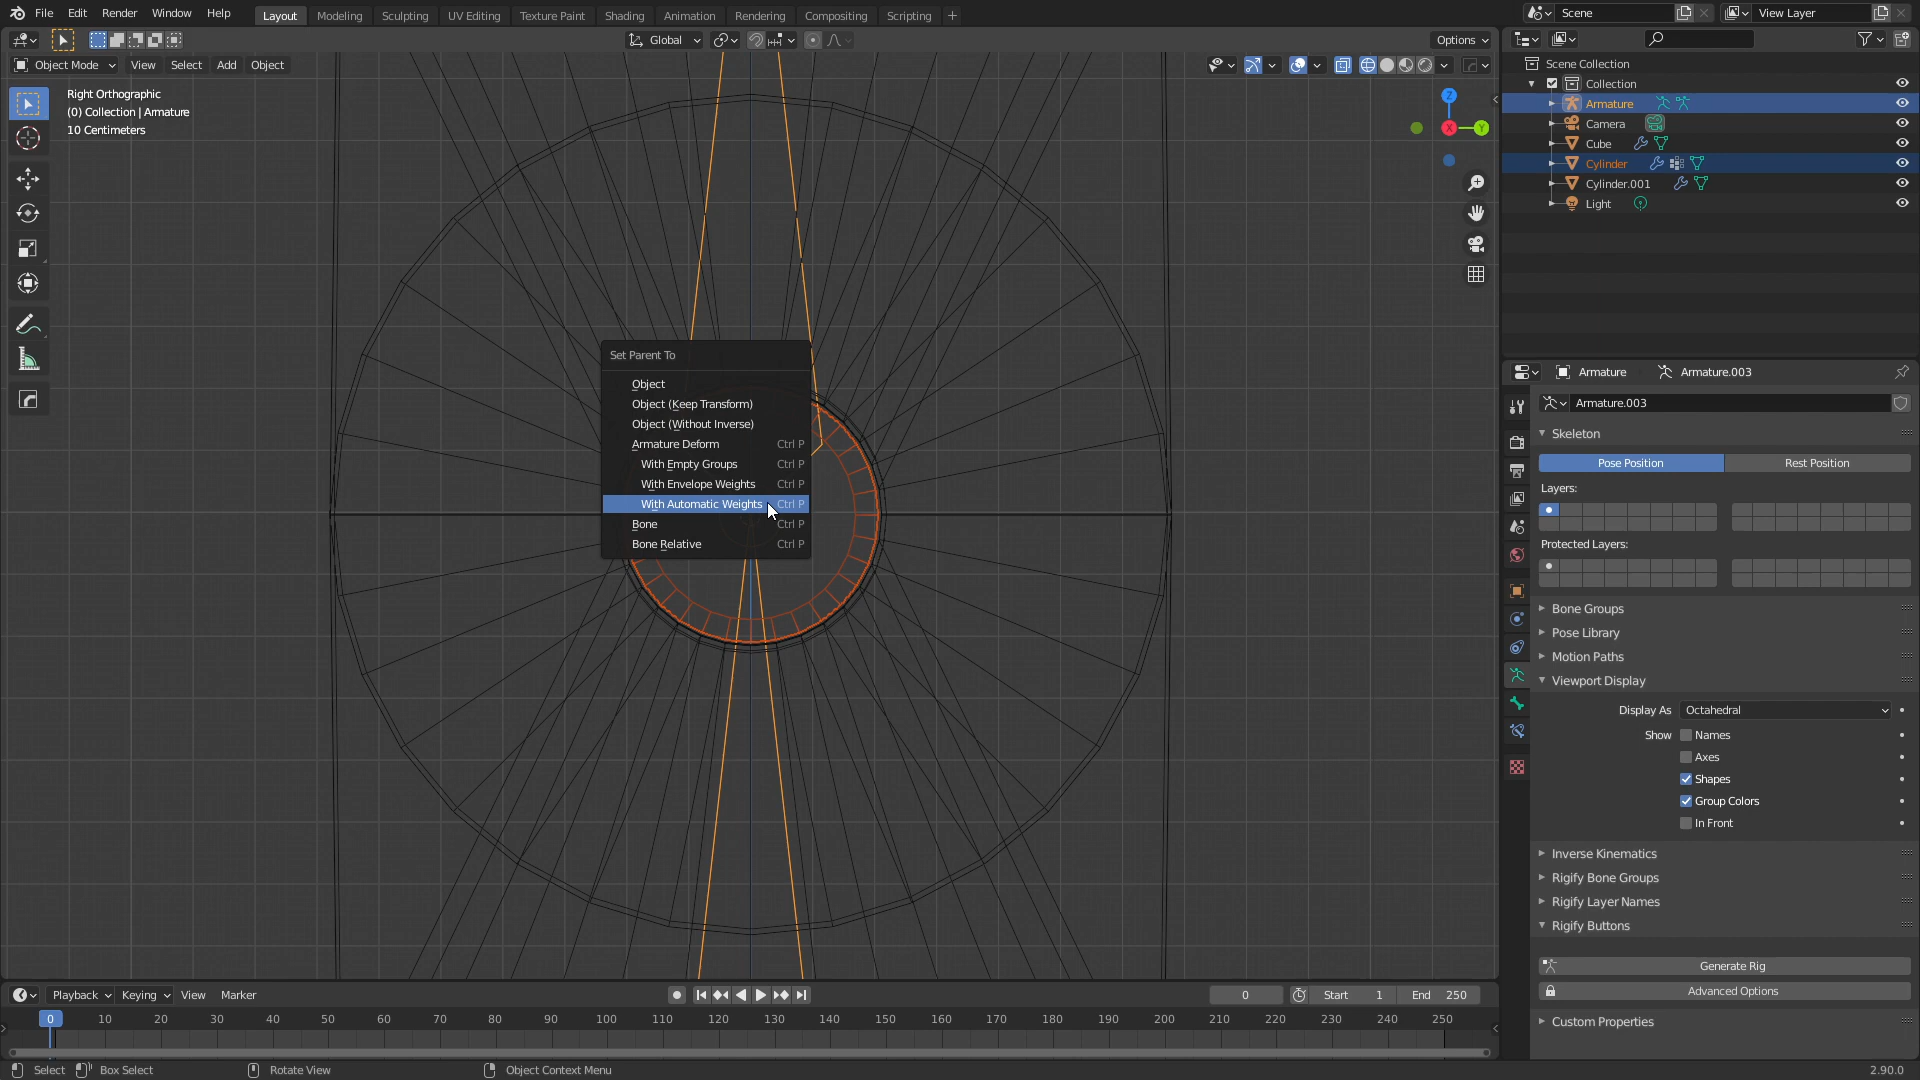 File Edit Render Window Help
Layout Modeling Sculpting UV Editing Texture Paint Shading Animation Rendering Compositing Scripting +
Scene View Layer
Global Options
Object Mode View Select Add Object
Right Orthographic
(0) Collection | Armature
10 Centimeters
Z
X
Y
Scene Collection
Collection
Armature
Camera
Cube
Cylinder
Cylinder.001
Light
Set Parent To
Object
Object (Keep Transform)
Object (Without Inverse)
Armature Deform Ctrl P
With Empty Groups Ctrl P
With Envelope Weights Ctrl P
With Automatic Weights Ctrl P
Bone Ctrl P
Bone Relative Ctrl P
Armature Armature.003
Armature.003
Skeleton
Pose Position Rest Position
Layers:
Protected Layers:
Bone Groups
Pose Library
Motion Paths
Viewport Display
Display As Octahedral
Show Names
Axes
Shapes
Group Colors
In Front
Inverse Kinematics
Rigify Bone Groups
Rigify Layer Names
Rigify Buttons
Generate Rig
Advanced Options
Custom Properties
Playback Keying View Marker 0 Start 1 End 250
0 10 20 30 40 50 60 70 80 90 100 110 120 130 140 150 160 170 180 190 200 210 220 230 240 250
Select Box Select Rotate View Object Context Menu 2.90.0